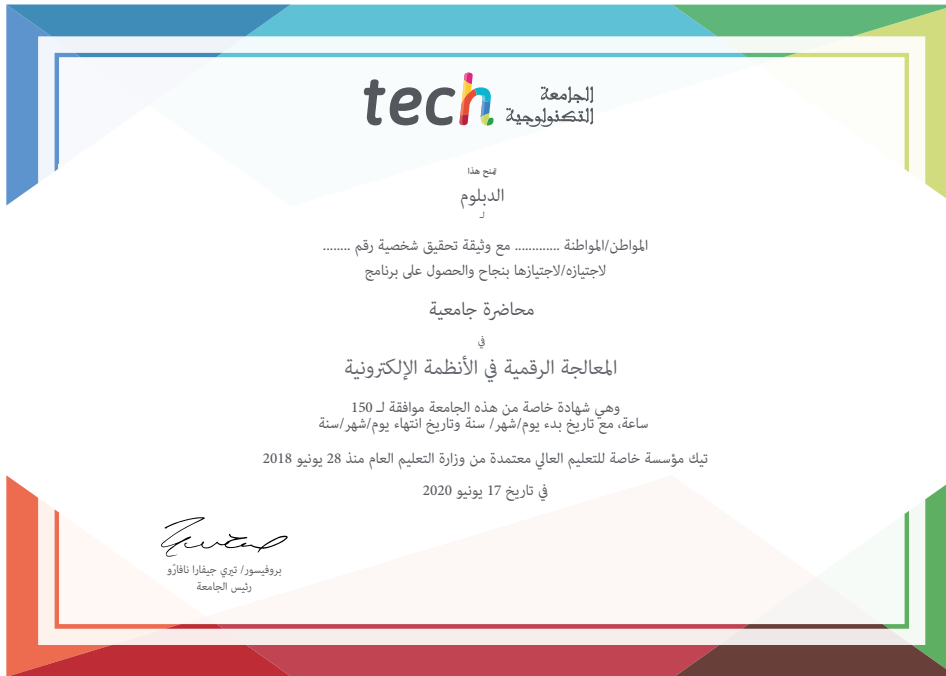 tech الجامعة
التكنولوجية
يمنح هذا
الدبلوم
لـ
المواطن/المواطنة ............ مع وثيقة تحقيق شخصية رقم ........
لاجتيازه/لاجتيازها بنجاح والحصول على برنامج
محاضرة جامعية
في
المعالجة الرقمية في الأنظمة الإلكترونية
وهي شهادة خاصة من هذه الجامعة موافقة لـ 150
ساعة، مع تاريخ بدء يوم/شهر/ سنة وتاريخ انتهاء يوم/شهر/سنة
تيك مؤسسة خاصة للتعليم العالي معتمدة من وزارة التعليم العام منذ 28 يونيو 2018
في تاريخ 17 يونيو 2020
بروفيسور/ تيري جيفارا نافارو
رئيس الجامعة